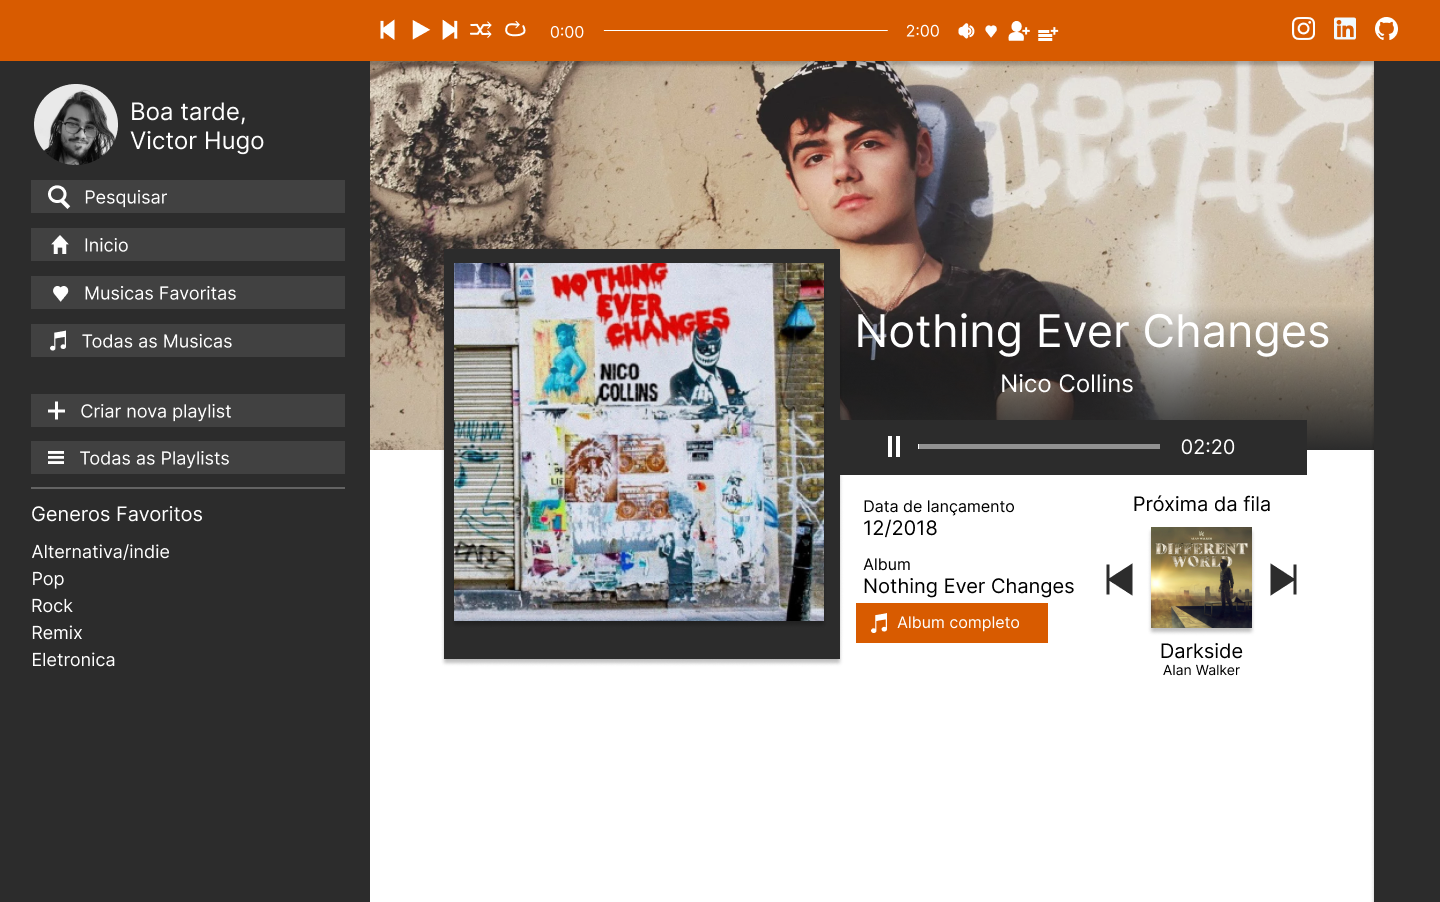 0:00
2:00
Boa tarde,
Victor Hugo
Pesquisar
Inicio
Musicas Favoritas
Todas as Musicas
Criar nova playlist
Todas as Playlists
Generos Favoritos
Alternativa/indie
Pop
Rock
Remix
Eletronica
NOTHING
EVER
CHANGES
NICO
COLLINS
Nothing Ever Changes
Nico Collins
02:20
Data de lançamento
12/2018
Album
Nothing Ever Changes
Album completo
Próxima da fila
DIFFERENT
WORLD
Darkside
Alan Walker